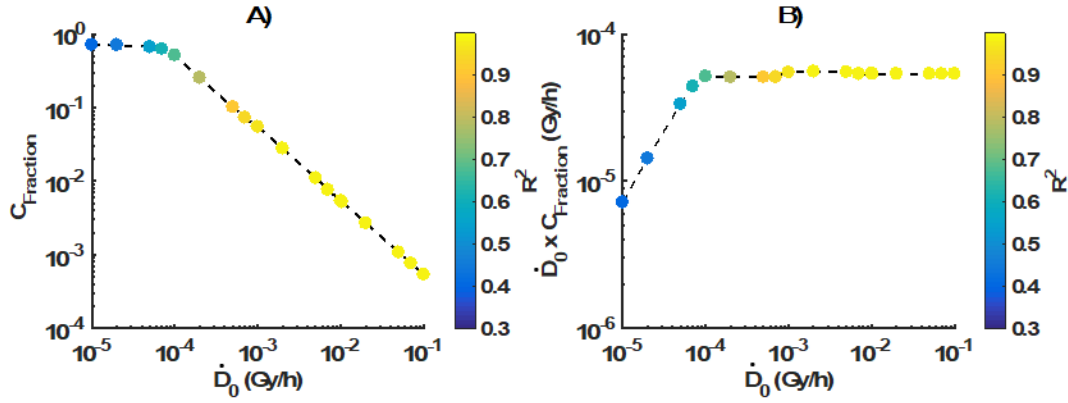 A)
10^0
10^-1
10^-2
10^-3
10^-4
C_Fraction
10^-5 10^-4 10^-3 10^-2 10^-1
Ḋ_0 (Gy/h)
0.9
0.8
0.7
0.6
0.5
0.4
0.3
R^2
B)
10^-4
10^-5
10^-6
Ḋ_0 x C_Fraction (Gy/h)
10^-5 10^-4 10^-3 10^-2 10^-1
Ḋ_0 (Gy/h)
0.9
0.8
0.7
0.6
0.5
0.4
0.3
R^2